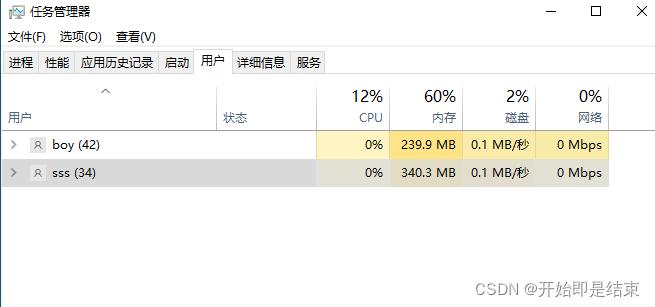 任务管理器
文件(F) 选项(O) 查看(V)
进程 性能 应用历史记录 启动 用户 详细信息 服务
12% 60% 2% 0%
用户 状态 CPU 内存 磁盘 网络
boy (42) 0% 239.9 MB 0.1 MB/秒 0 Mbps
sss (34) 0% 340.3 MB 0.1 MB/秒 0 Mbps
CSDN @开始即是结束